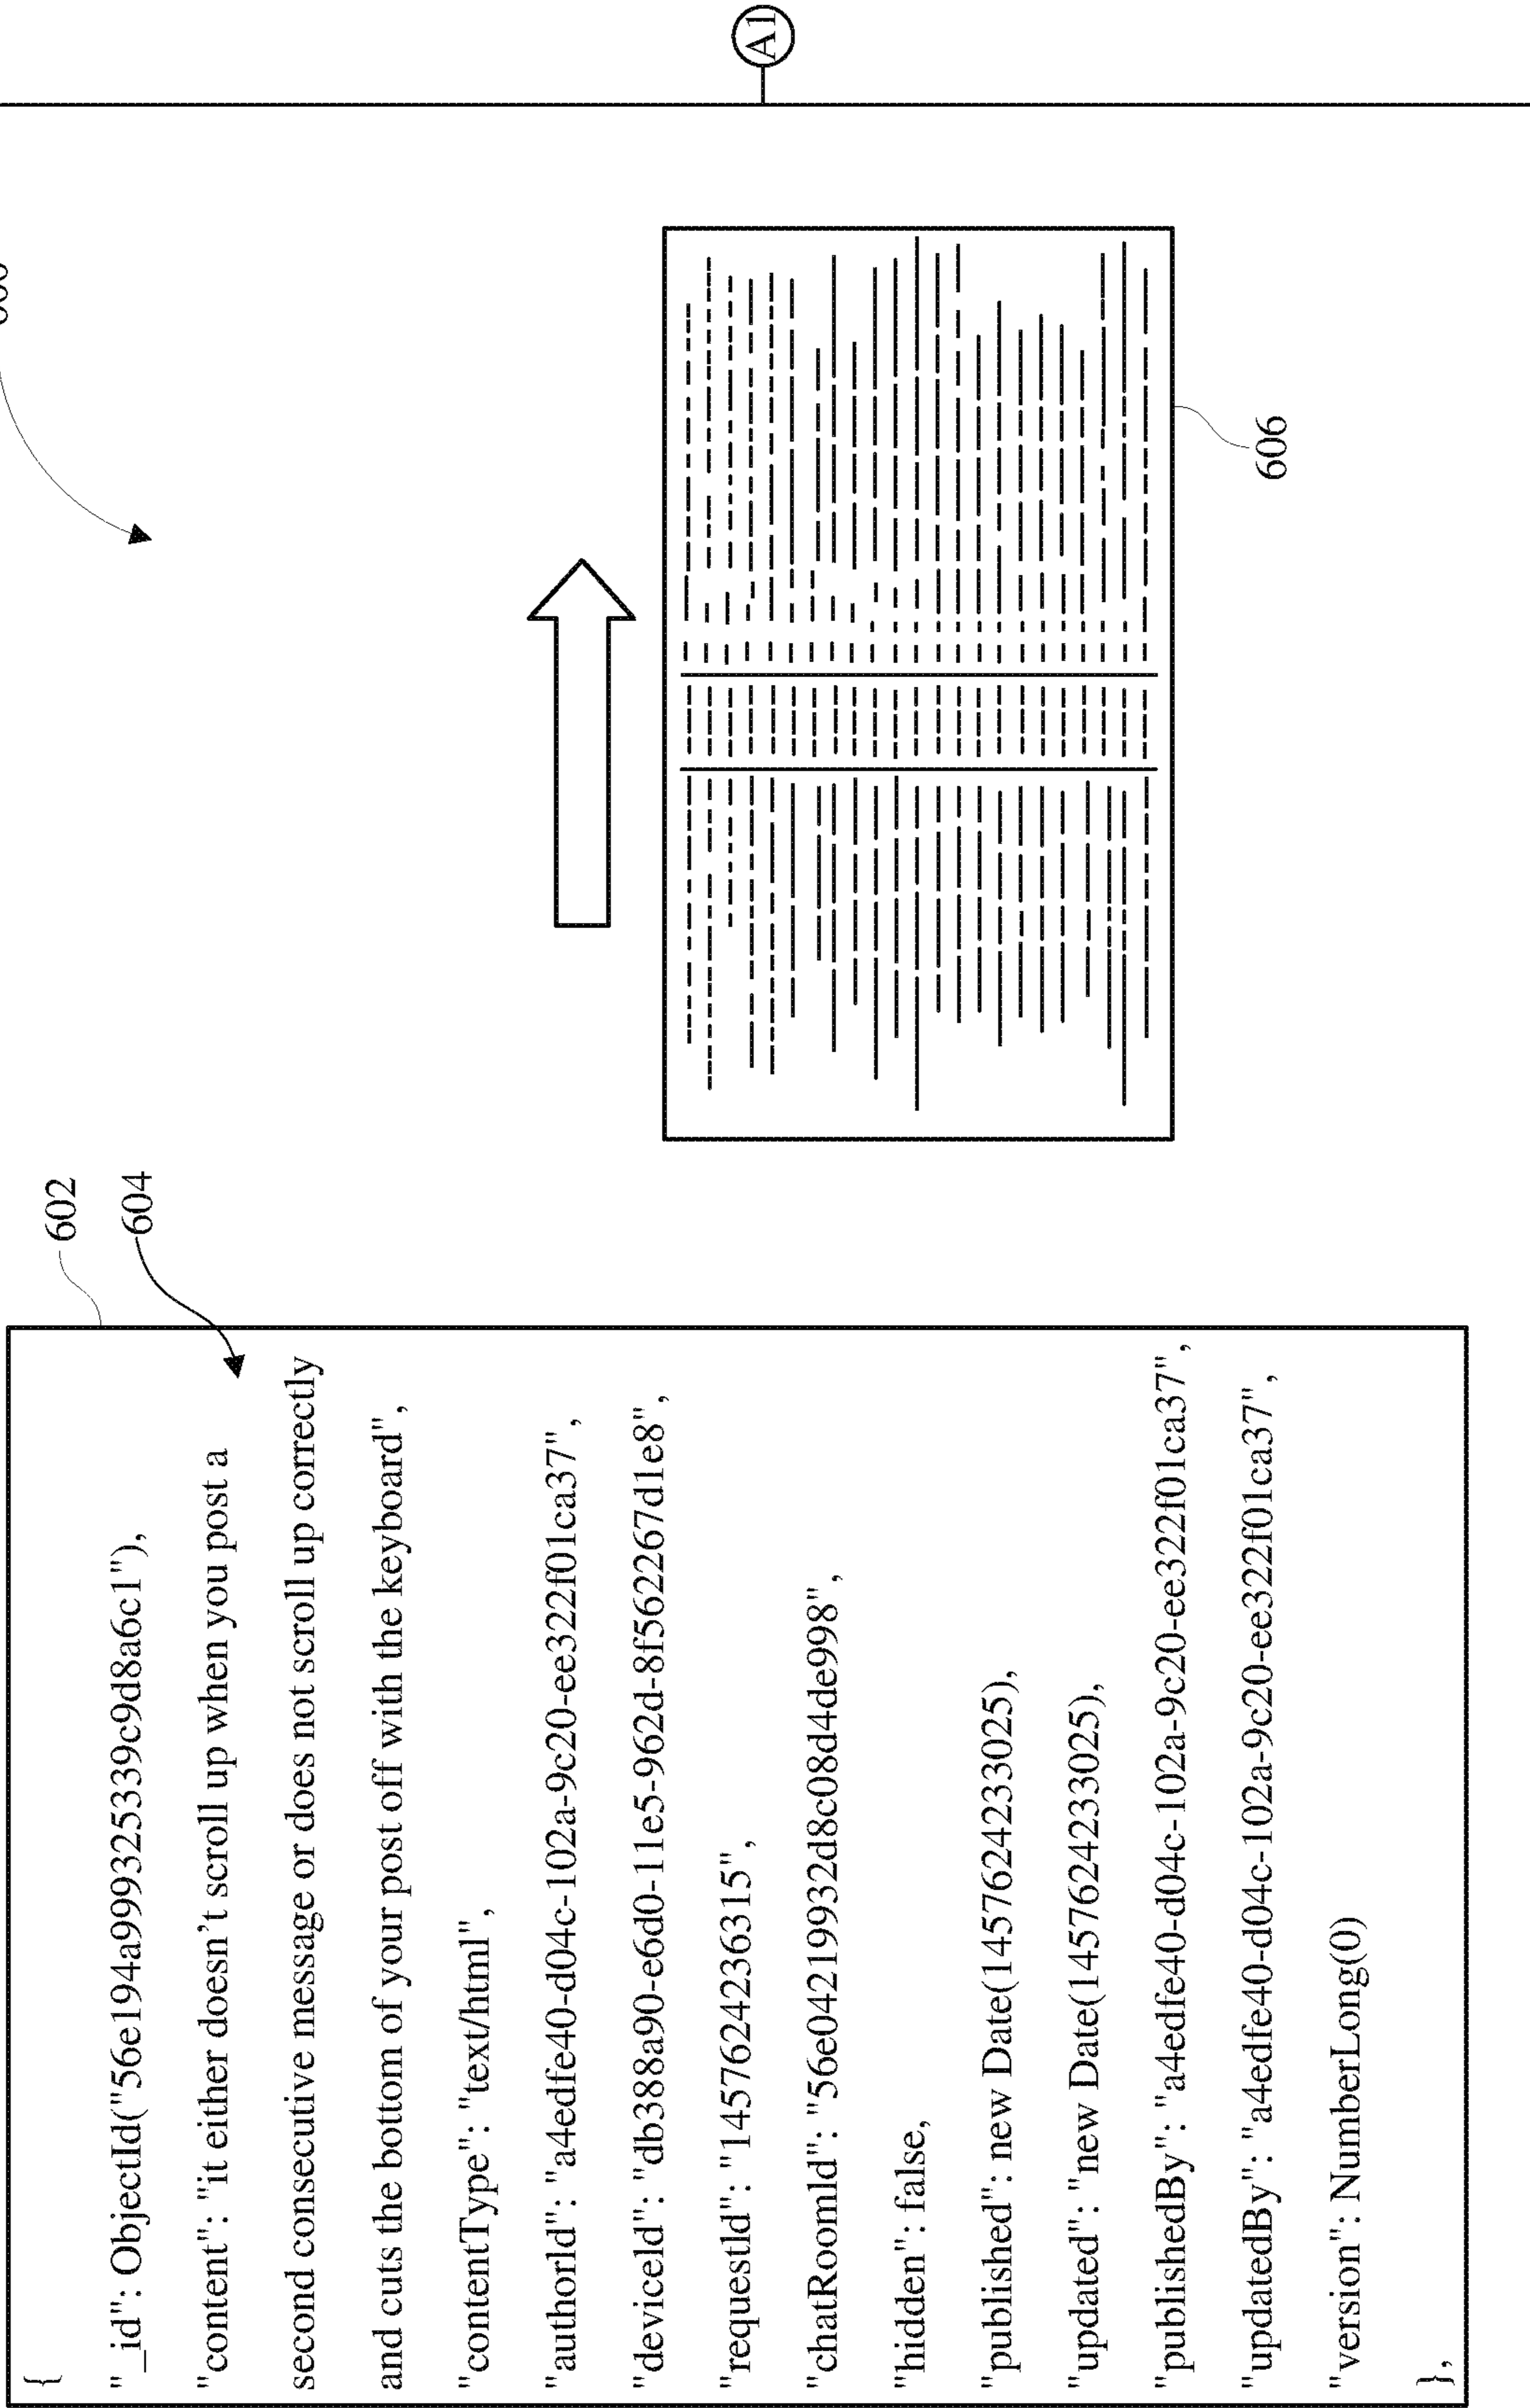 {
"_id": ObjectId("56e194a999325339c9d8a6c1"),
"content": "it either doesn't scroll up when you post a
second consecutive message or does not scroll up correctly
and cuts the bottom of your post off with the keyboard",
"contentType": "text/html",
"authorId": "a4edfe40-d04c-102a-9c20-ee322f01ca37",
"deviceId": "db388a90-e6d0-11e5-962d-8f562267d1e8",
"requestId": "1457624236315",
"chatRoomId": "56e04219932d8c08d4de998",
"hidden": false,
"published": new Date(1457624233025),
"updated": "new Date(1457624233025),
"publishedBy": "a4edfe40-d04c-102a-9c20-ee322f01ca37",
"updatedBy": "a4edfe40-d04c-102a-9c20-ee322f01ca37",
"version": NumberLong(0)
},
602
604
606
A1